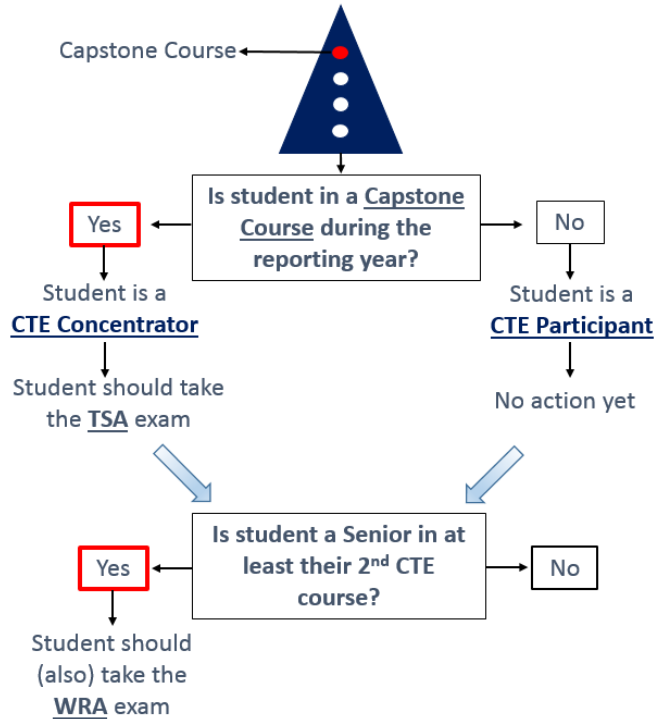 Capstone Course
Is student in a Capstone
Course during the
reporting year?
Yes
No
Student is a
CTE Concentrator
Student is a
CTE Participant
Student should take
the TSA exam
No action yet
Is student a Senior in at
least their 2nd CTE
course?
Yes
No
Student should
(also) take the
WRA exam